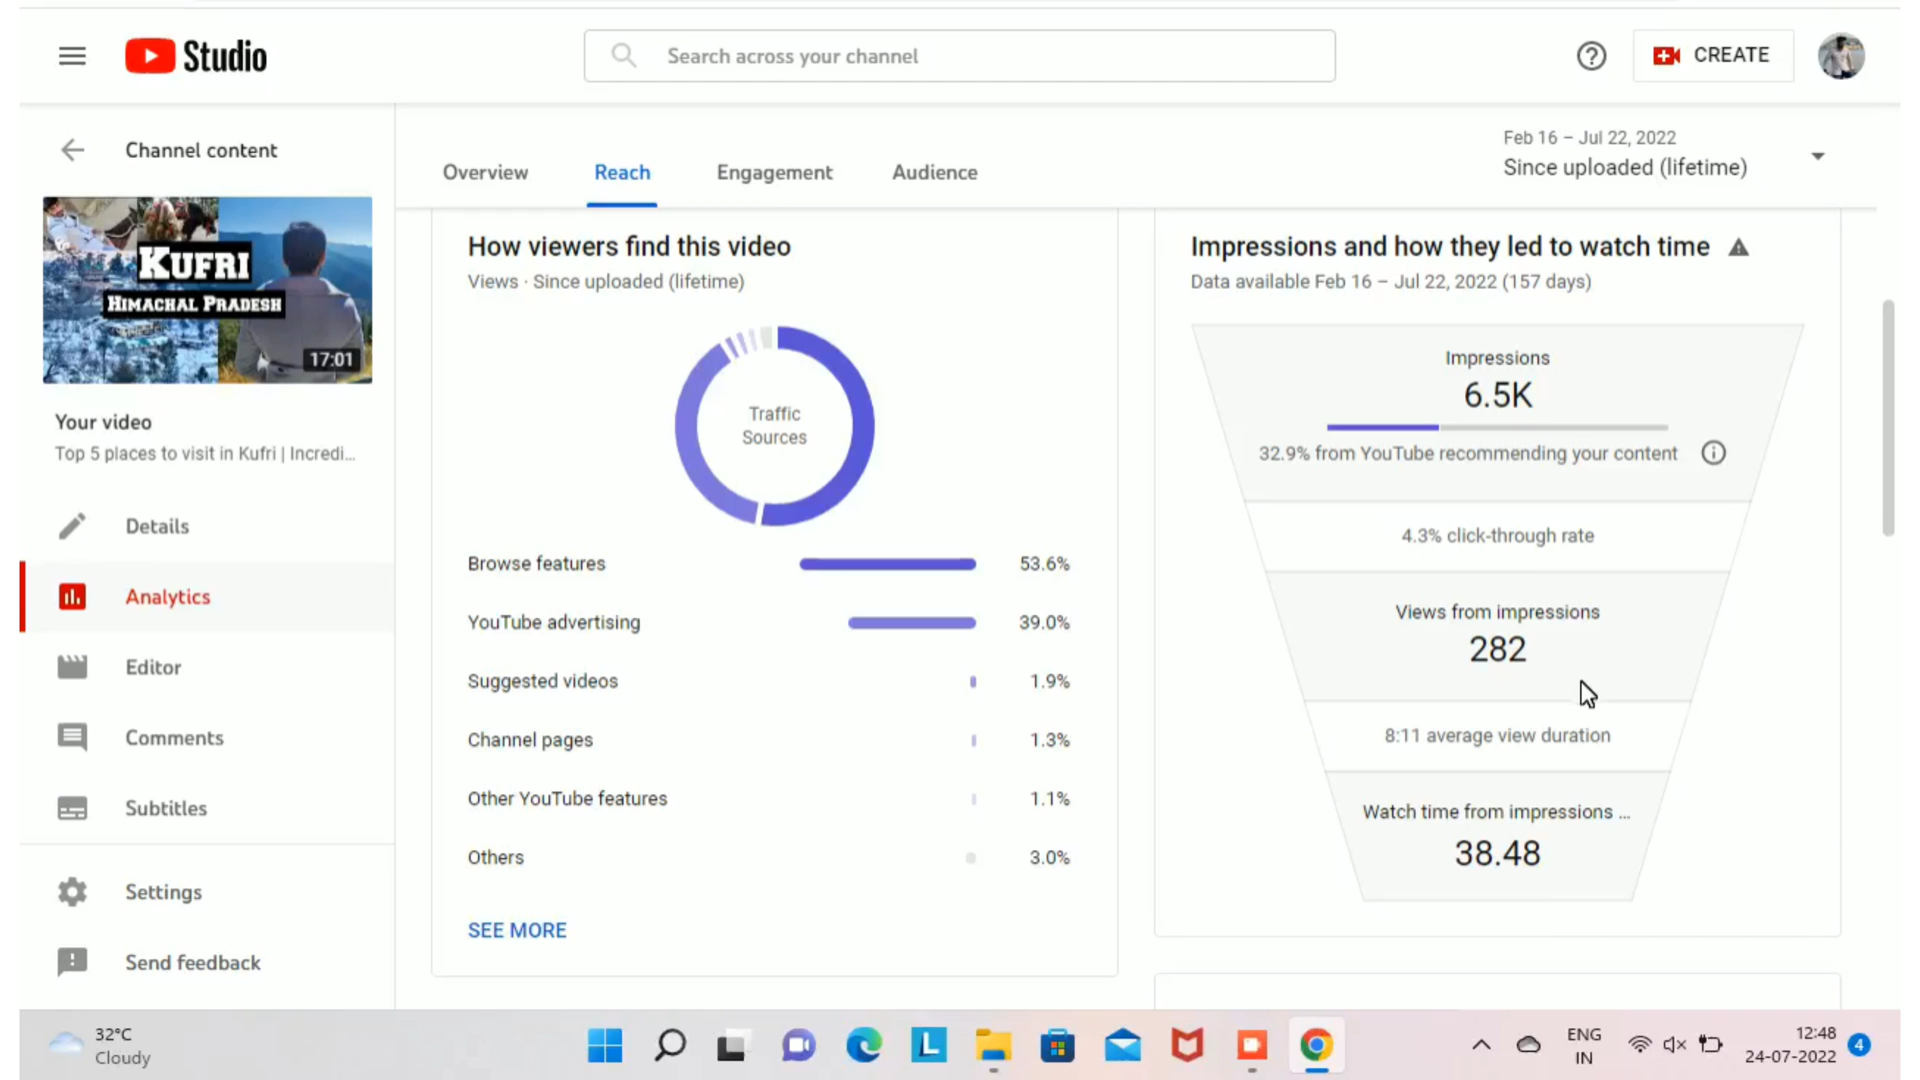 Studio
Search across your channel
CREATE
Channel content
KUFRI
HIMACHAL PRADESH
17:01
Your video
Top 5 places to visit in Kufri | Incredi...
Details
Analytics
Editor
Comments
Subtitles
Settings
Send feedback
Overview
Reach
Engagement
Audience
Feb 16 – Jul 22, 2022
Since uploaded (lifetime)
How viewers find this video
Views · Since uploaded (lifetime)
Traffic
Sources
Browse features 53.6%
YouTube advertising 39.0%
Suggested videos 1.9%
Channel pages 1.3%
Other YouTube features 1.1%
Others 3.0%
SEE MORE
Impressions and how they led to watch time
Data available Feb 16 – Jul 22, 2022 (157 days)
Impressions
6.5K
32.9% from YouTube recommending your content
4.3% click-through rate
Views from impressions
282
8:11 average view duration
Watch time from impressions ...
38.48
32°C
Cloudy
ENG
IN
12:48
24-07-2022
4